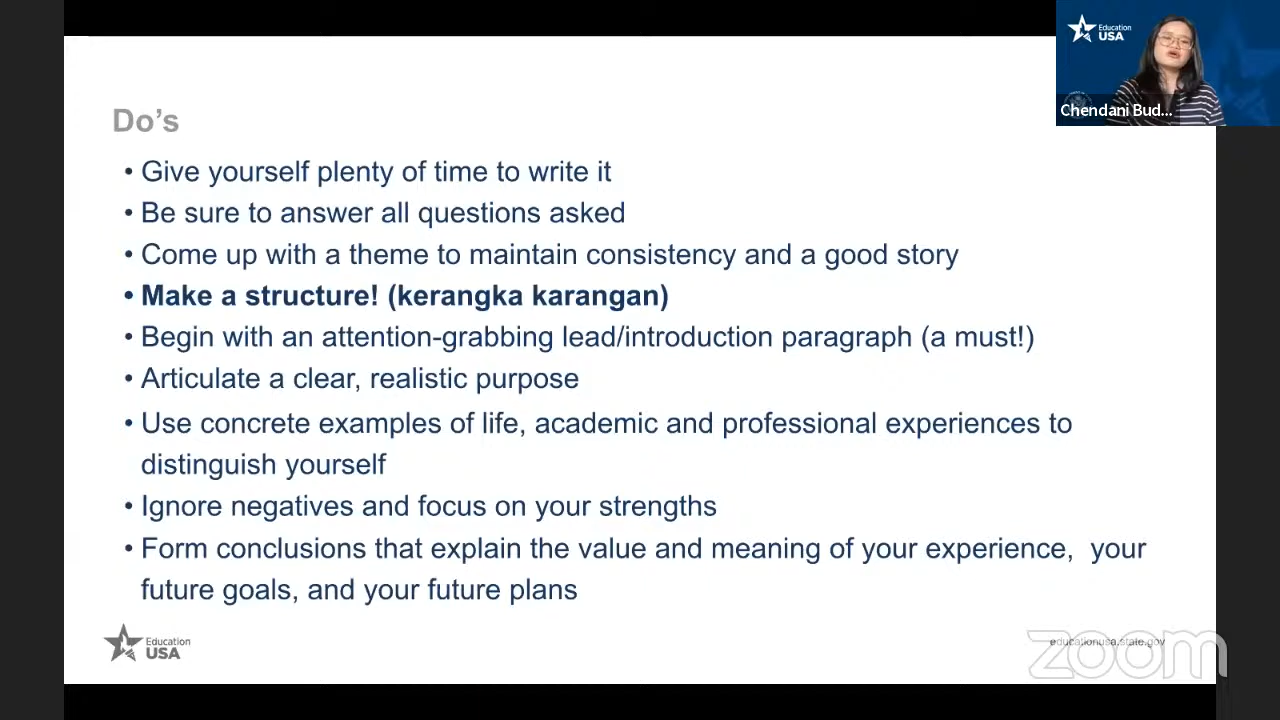 Education
USA
Chendani Bud...
Do's
• Give yourself plenty of time to write it
• Be sure to answer all questions asked
• Come up with a theme to maintain consistency and a good story
• Make a structure! (kerangka karangan)
• Begin with an attention-grabbing lead/introduction paragraph (a must!)
• Articulate a clear, realistic purpose
• Use concrete examples of life, academic and professional experiences to
distinguish yourself
• Ignore negatives and focus on your strengths
• Form conclusions that explain the value and meaning of your experience,  your
future goals, and your future plans
Education
USA
educationusa.state.gov
zoom